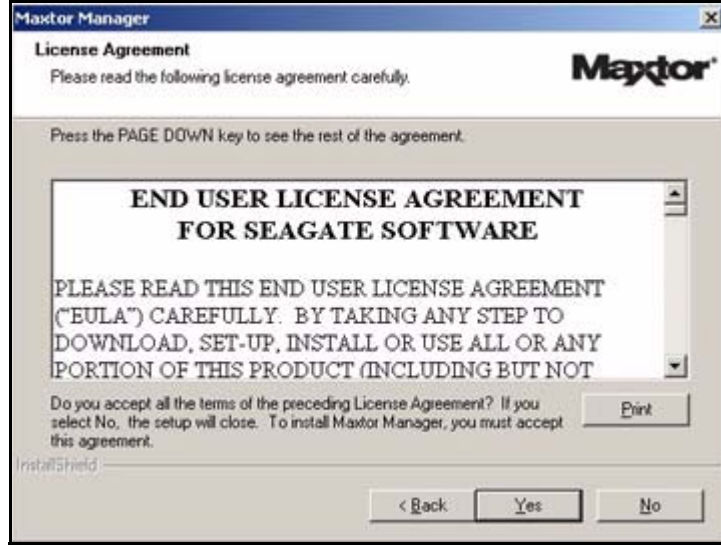 Maxtor Manager
License Agreement
Please read the following license agreement carefully.
Maxtor
Press the PAGE DOWN key to see the rest of the agreement.
END USER LICENSE AGREEMENT
FOR SEAGATE SOFTWARE
PLEASE READ THIS END USER LICENSE AGREEMENT
("EULA") CAREFULLY. BY TAKING ANY STEP TO
DOWNLOAD, SET-UP, INSTALL OR USE ALL OR ANY
PORTION OF THIS PRODUCT (INCLUDING BUT NOT
Do you accept all the terms of the preceding License Agreement? If you
select No, the setup will close. To install Maxtor Manager, you must accept
this agreement.
Print
InstallShield
< Back
Yes
No